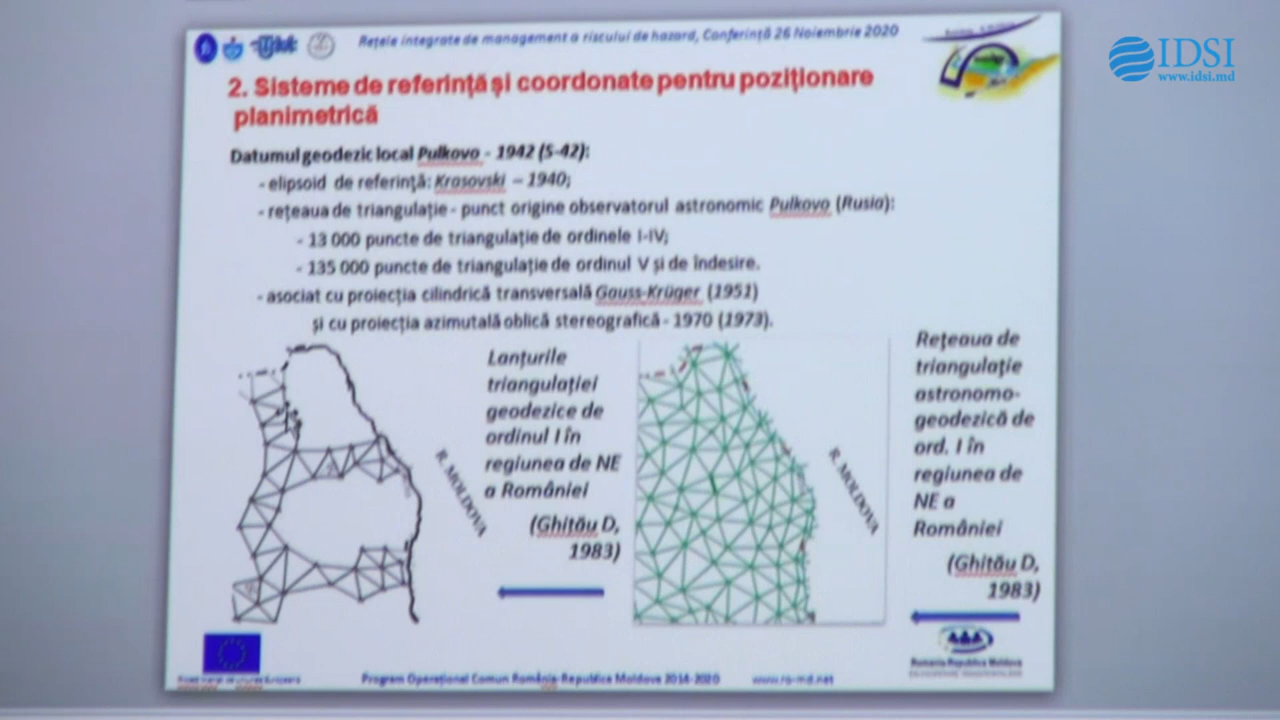 Rețele integrate de management a riscului de hazard, Conferință 26 Noiembrie 2020
IDSI
www.idsi.md
2. Sisteme de referință și coordonate pentru poziționare
planimetrică
Datumul geodezic local Pulkovo - 1942 (S-42):
- elipsoid de referință: Krasovski – 1940;
- rețeaua de triangulație - punct origine observatorul astronomic Pulkovo (Rusia):
- 13 000 puncte de triangulație de ordinele I-IV;
- 135 000 puncte de triangulație de ordinul V și de îndesire.
- asociat cu proiecția cilindrică transversală Gauss-Krüger (1951)
și cu proiecția azimutală oblică stereografică - 1970 (1973).
R. MOLDOVA
Lanțurile
triangulației
geodezice de
ordinul I în
regiunea de NE
a României
(Ghițău D,
1983)
R. MOLDOVA
Rețeaua de
triangulație
astronomo-
geodezică de
ord. I în
regiunea de
NE a
României
(Ghițău D,
1983)
Romania-Republica Moldova
Program Operațional Comun România-Republica Moldova 2014-2020
www.ro-md.net